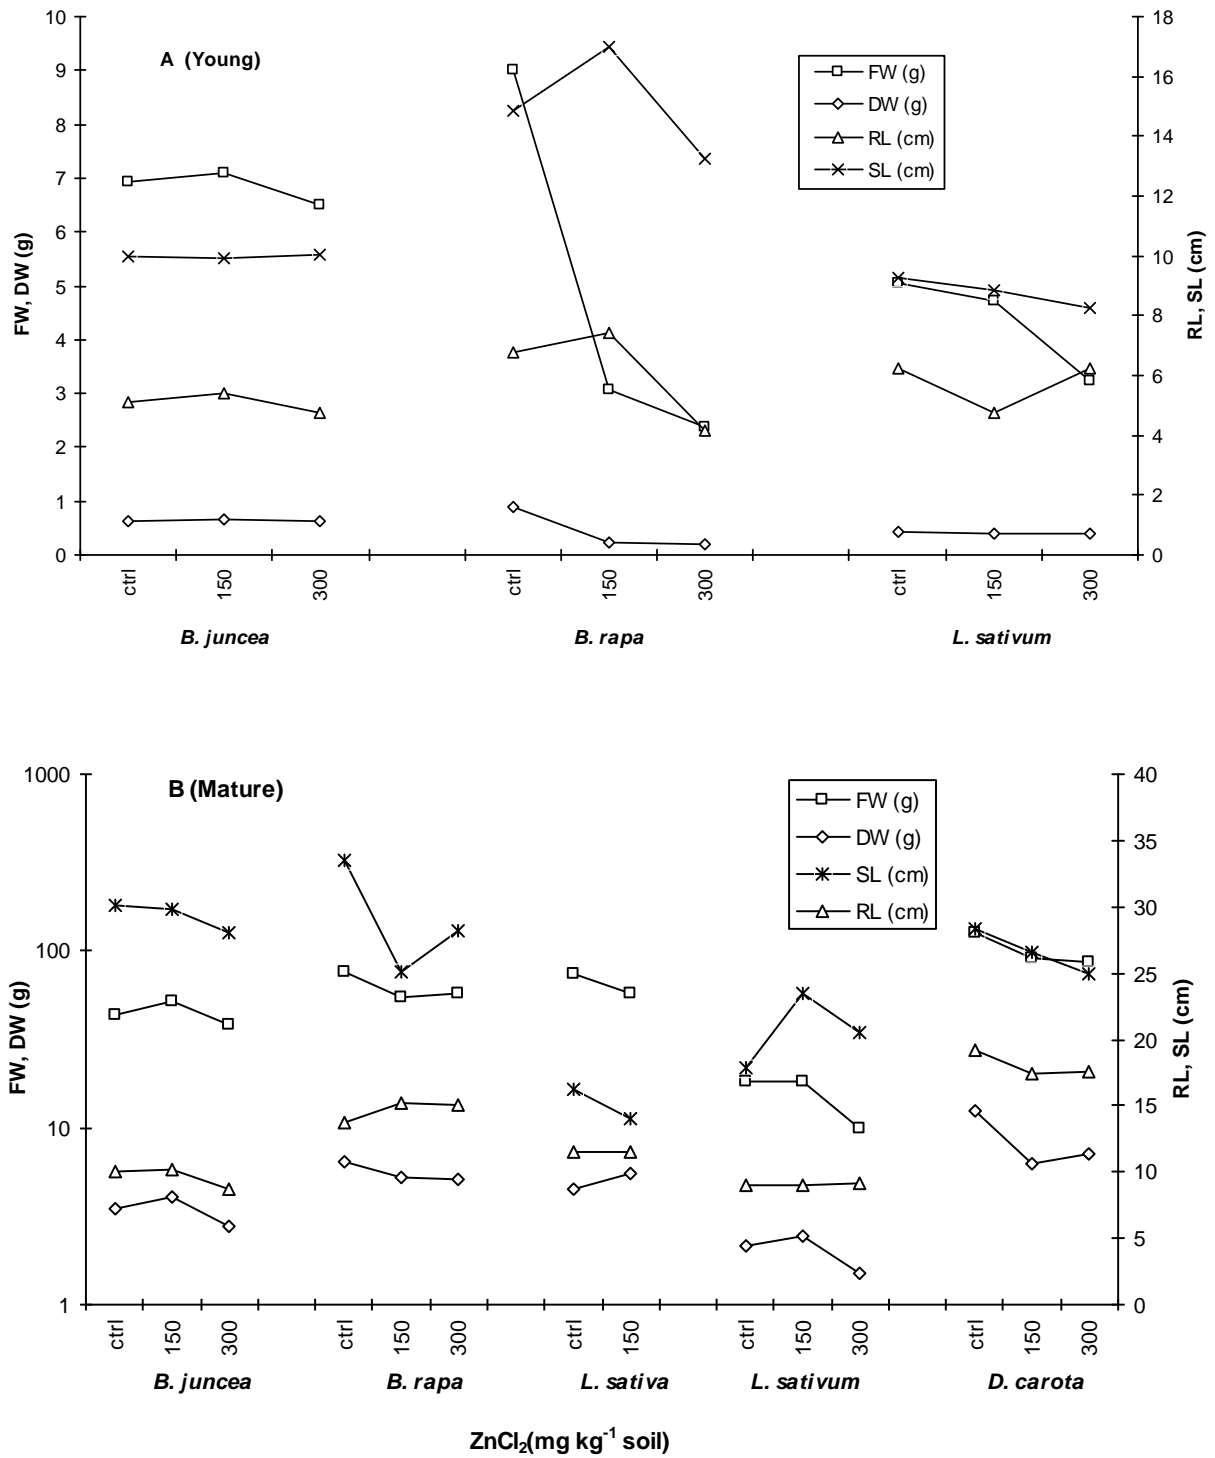 A (Young)
FW (g)
DW (g)
RL (cm)
SL (cm)
10
9
8
7
6
5
4
3
2
1
0
FW, DW (g)
18
16
14
12
10
8
6
4
2
0
RL, SL (cm)
ctrl 150 300 ctrl 150 300 ctrl 150 300
B. juncea B. rapa L. sativum
B (Mature)
FW (g)
DW (g)
SL (cm)
RL (cm)
1000
100
10
1
FW, DW (g)
40
35
30
25
20
15
10
5
0
RL, SL (cm)
ctrl 150 300 ctrl 150 300 ctrl 150 ctrl 150 300 ctrl 150 300
B. juncea B. rapa L. sativa L. sativum D. carota
ZnCl₂(mg kg⁻¹ soil)